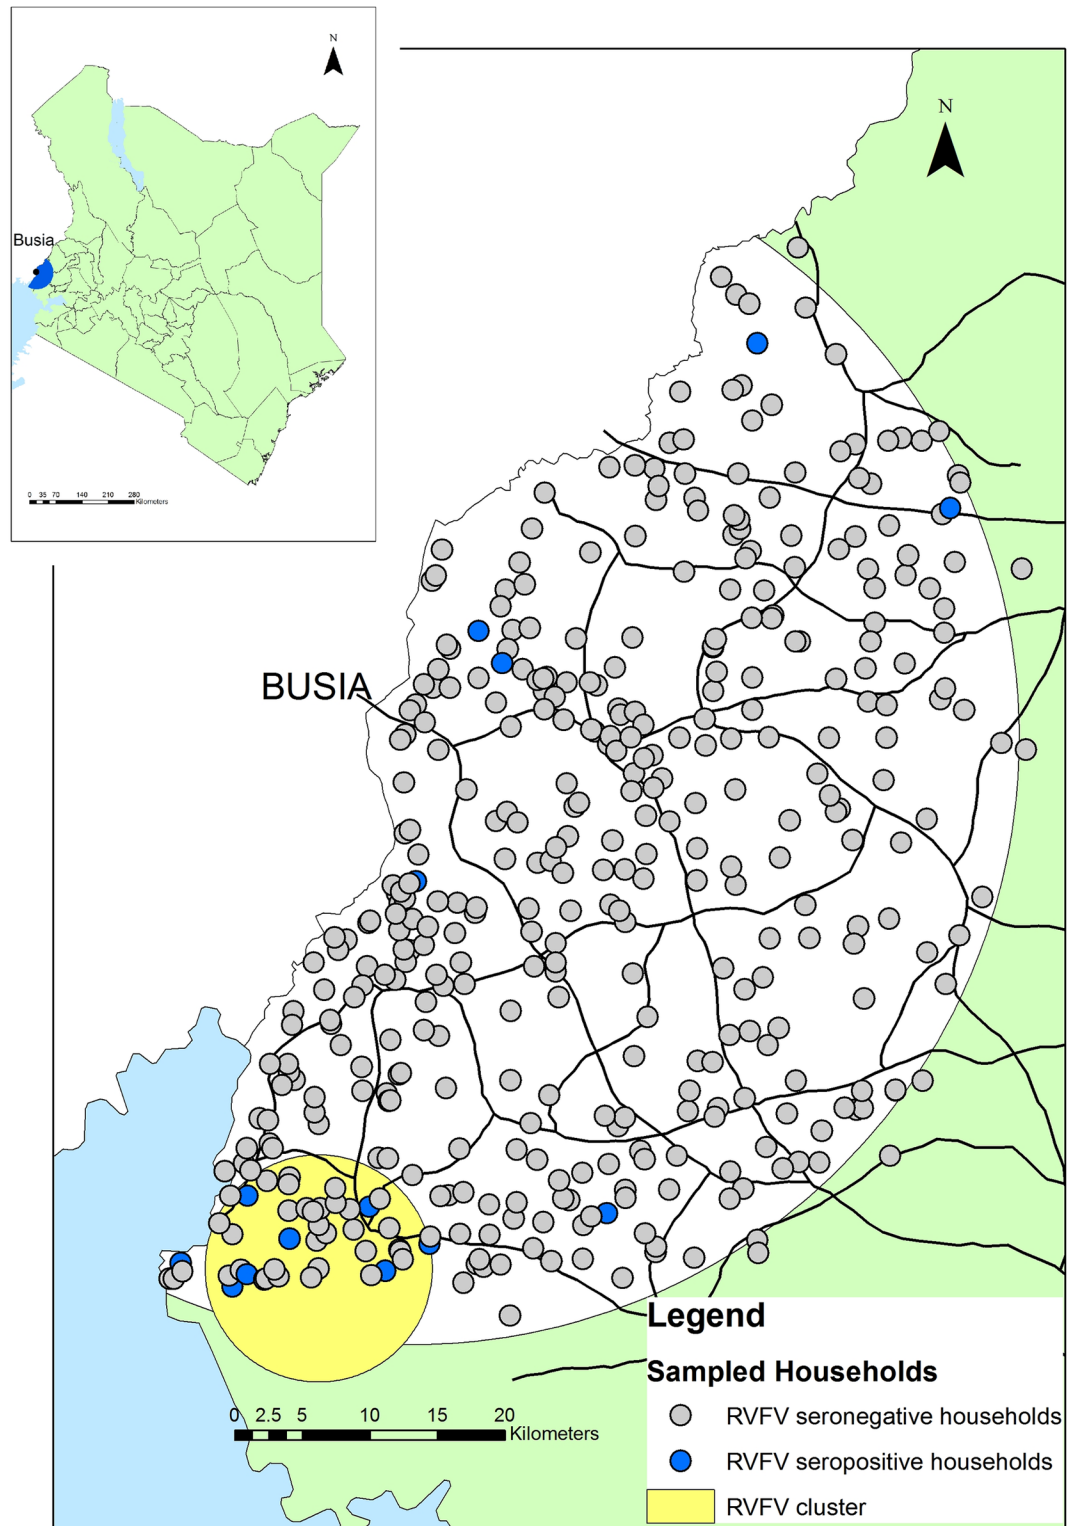 N
Busia
0 35 70 140 210 280
Kilometers
N
BUSIA
0 2.5 5 10 15 20
Kilometers
Legend
Sampled Households
RVFV seronegative households
RVFV seropositive households
RVFV cluster